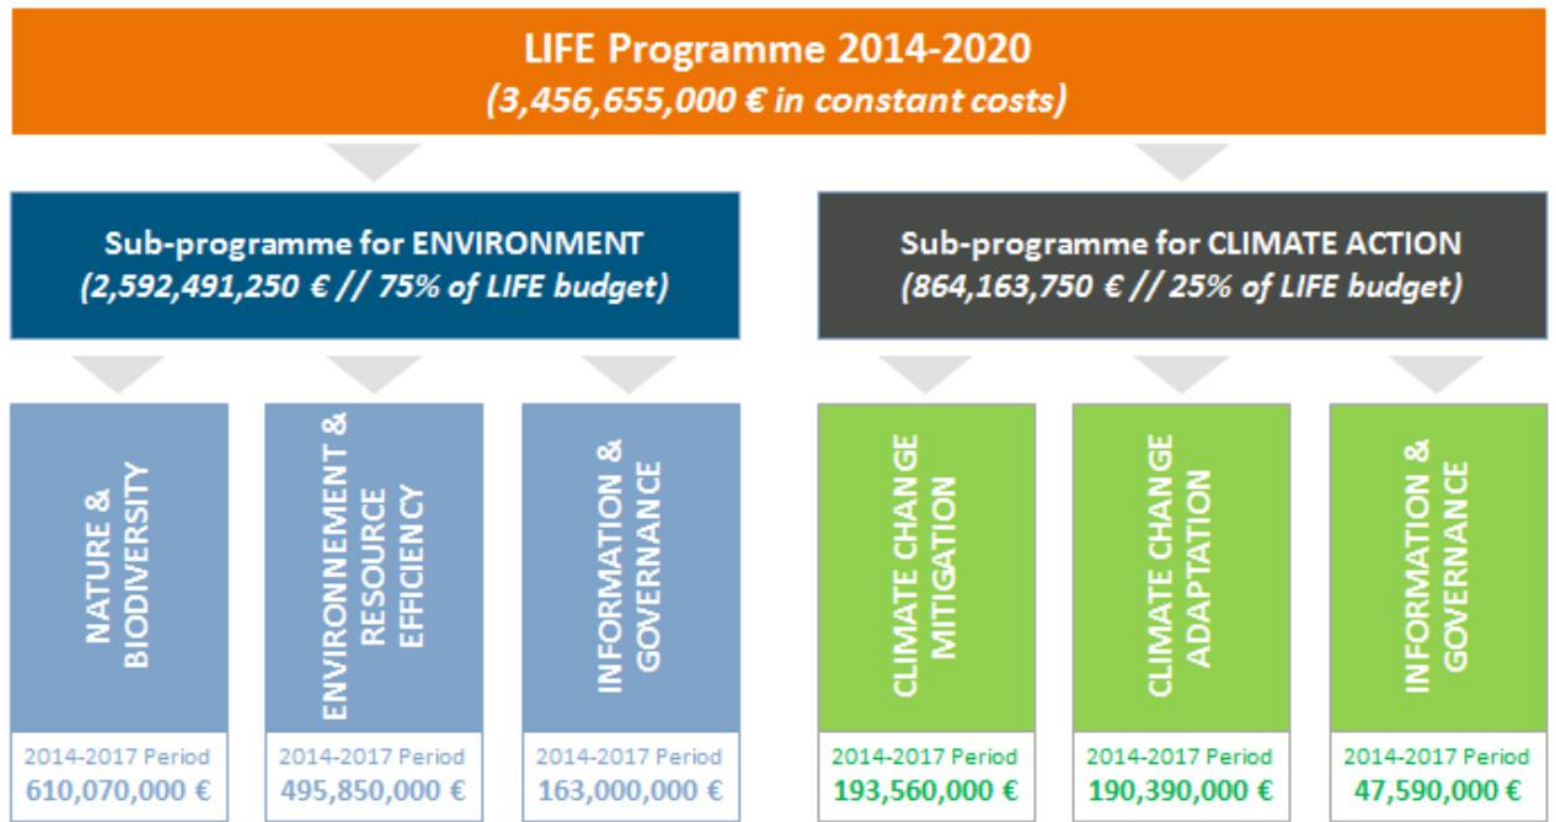 LIFE Programme 2014-2020
(3,456,655,000 € in constant costs)
Sub-programme for ENVIRONMENT
(2,592,491,250 € // 75% of LIFE budget)
Sub-programme for CLIMATE ACTION
(864,163,750 € // 25% of LIFE budget)
NATURE &
BIODIVERSITY
2014-2017 Period
610,070,000 €
ENVIRONNEMENT &
RESOURCE
EFFICIENCY
2014-2017 Period
495,850,000 €
INFORMATION &
GOVERNANCE
2014-2017 Period
163,000,000 €
CLIMATE CHANGE
MITIGATION
2014-2017 Period
193,560,000 €
CLIMATE CHANGE
ADAPTATION
2014-2017 Period
190,390,000 €
INFORMATION &
GOVERNANCE
2014-2017 Period
47,590,000 €